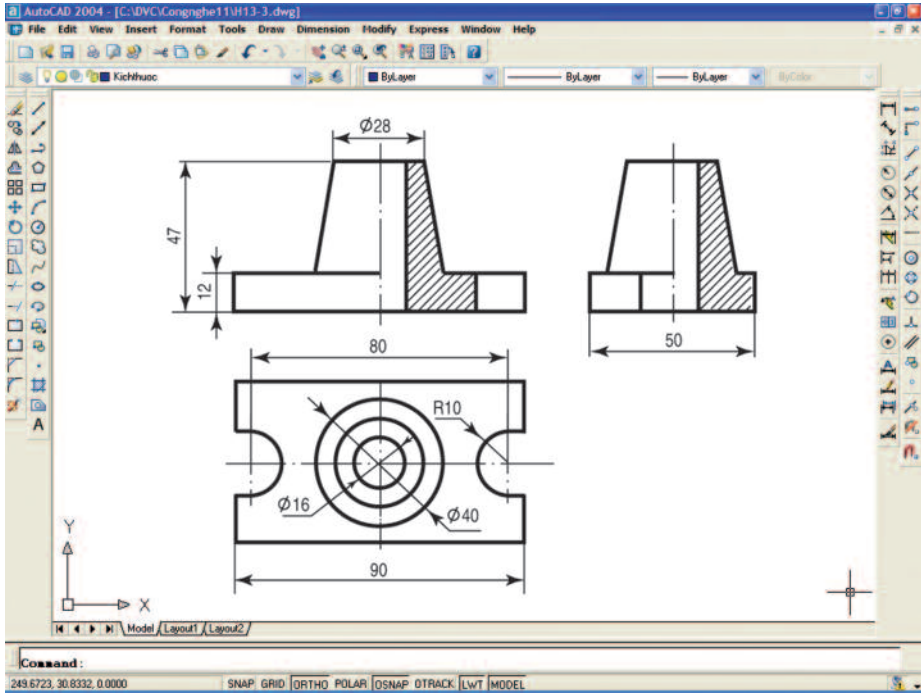 AutoCAD 2004 - [C:\DVC\Congnghe11\H13-3.dwg]
File Edit View Insert Format Tools Draw Dimension Modify Express Window Help
Kichthuoc ByLayer ByLayer ByLayer ByColor
Ø28
47
12
50
80
R10
Ø16
Ø40
90
Y
X
A
Model Layout1 Layout2
Command:
249.6723, 30.8332, 0.0000 SNAP GRID ORTHO POLAR OSNAP OTRACK LWT MODEL